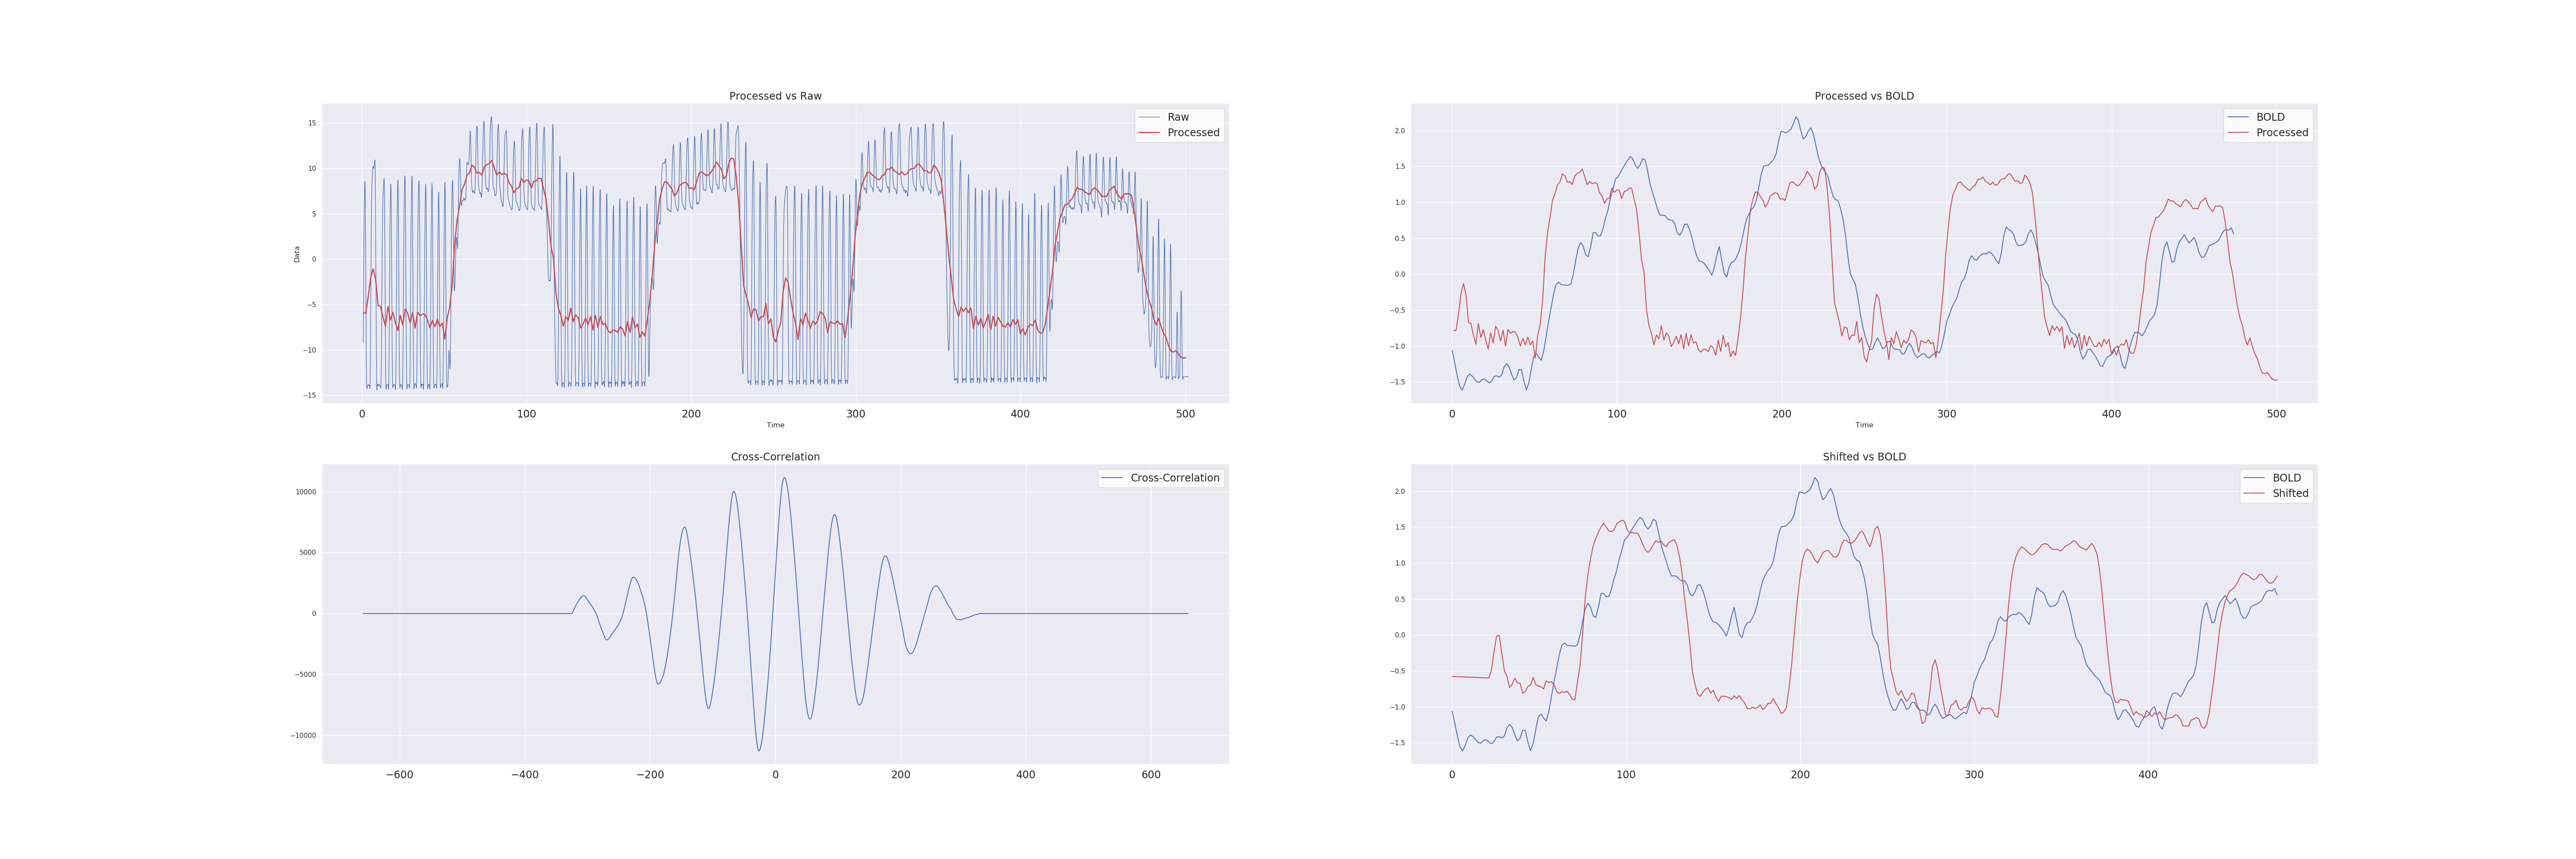 Processed vs Raw
Raw
Processed
Data
15
10
5
0
−5
−10
−15
0 100 200 300 400 500
Time
Processed vs BOLD
BOLD
Processed
2.0
1.5
1.0
0.5
0.0
−0.5
−1.0
−1.5
0 100 200 300 400 500
Time
Cross-Correlation
Cross-Correlation
10000
5000
0
−5000
−10000
−600 −400 −200 0 200 400 600
Shifted vs BOLD
BOLD
Shifted
2.0
1.5
1.0
0.5
0.0
−0.5
−1.0
−1.5
0 100 200 300 400